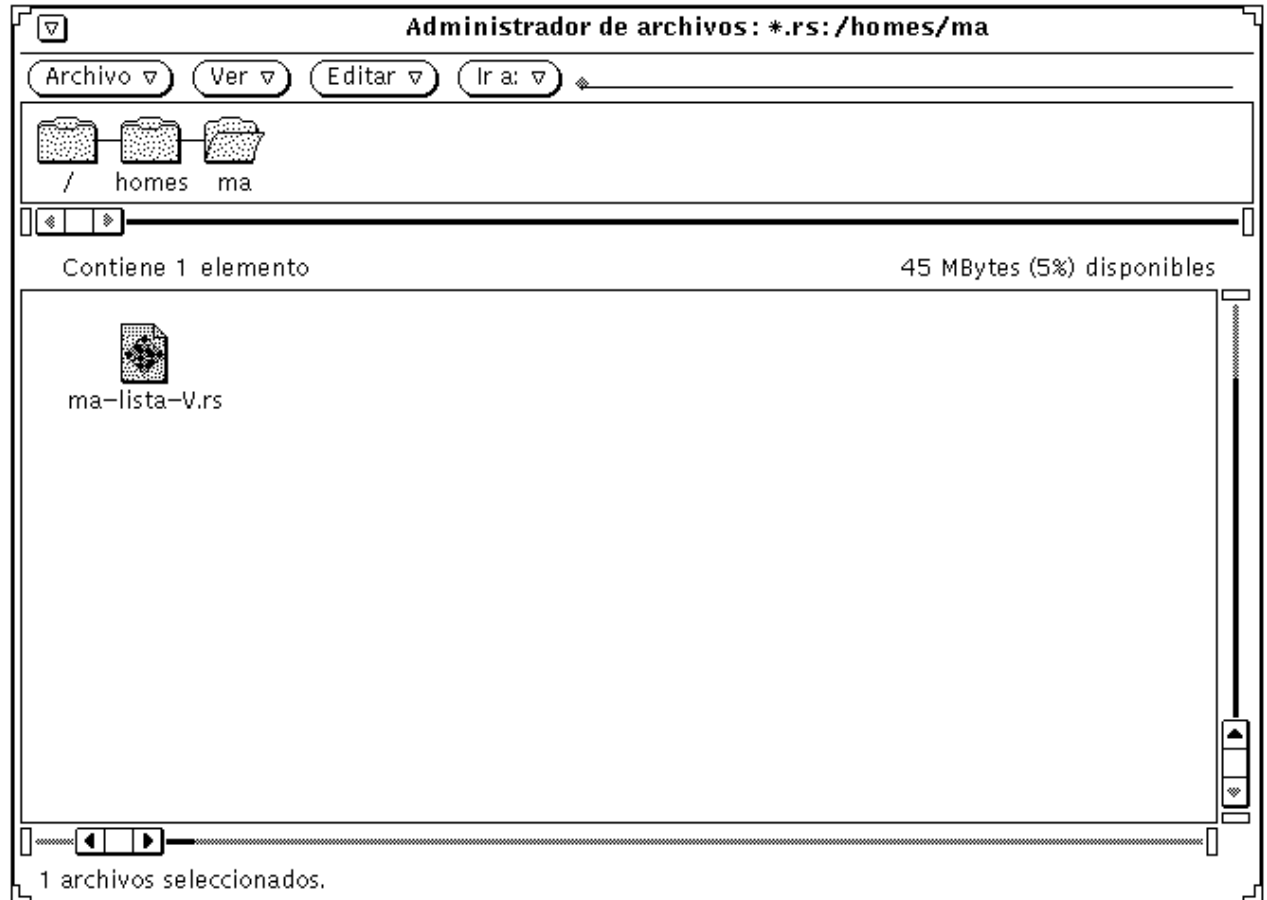 Administrador de archivos: *.rs:/homes/ma
Archivo Ver Editar Ir a:
/ homes ma
Contiene 1 elemento 45 MBytes (5%) disponibles
ma-lista-V.rs
1 archivos seleccionados.